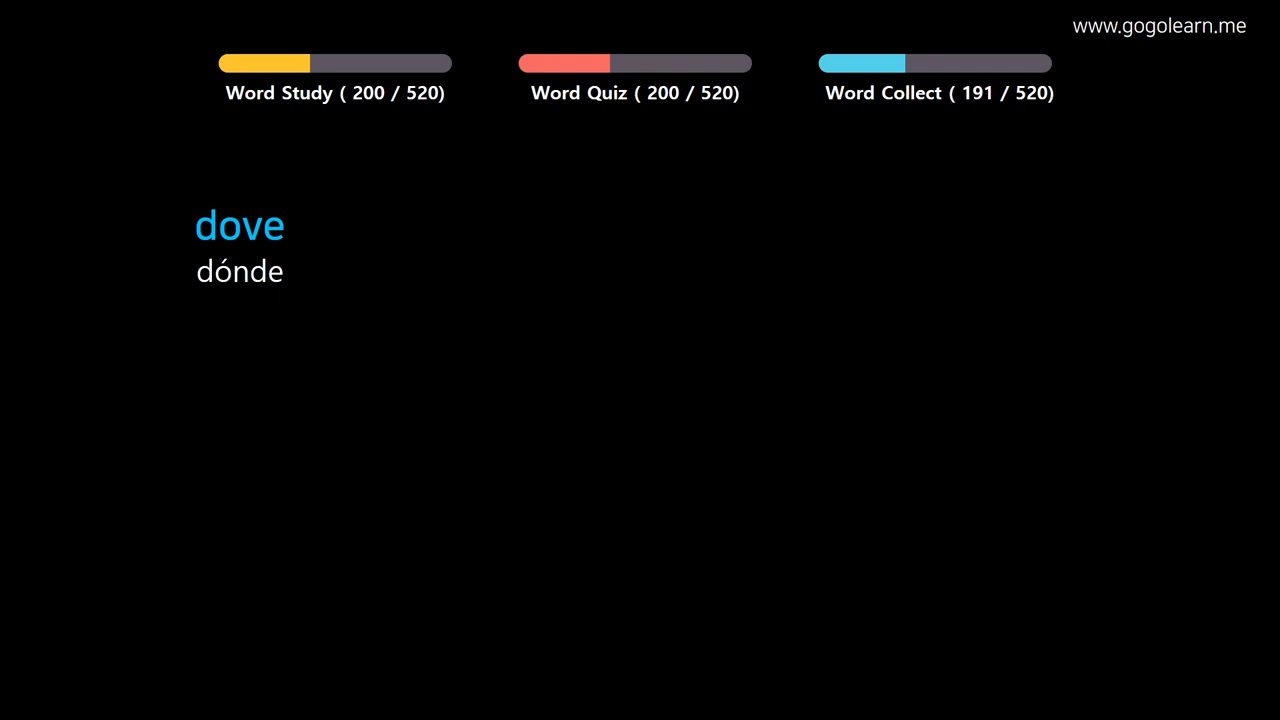 www.gogolearn.me
Word Study ( 200 / 520)
Word Quiz ( 200 / 520)
Word Collect ( 191 / 520)
dove
dónde